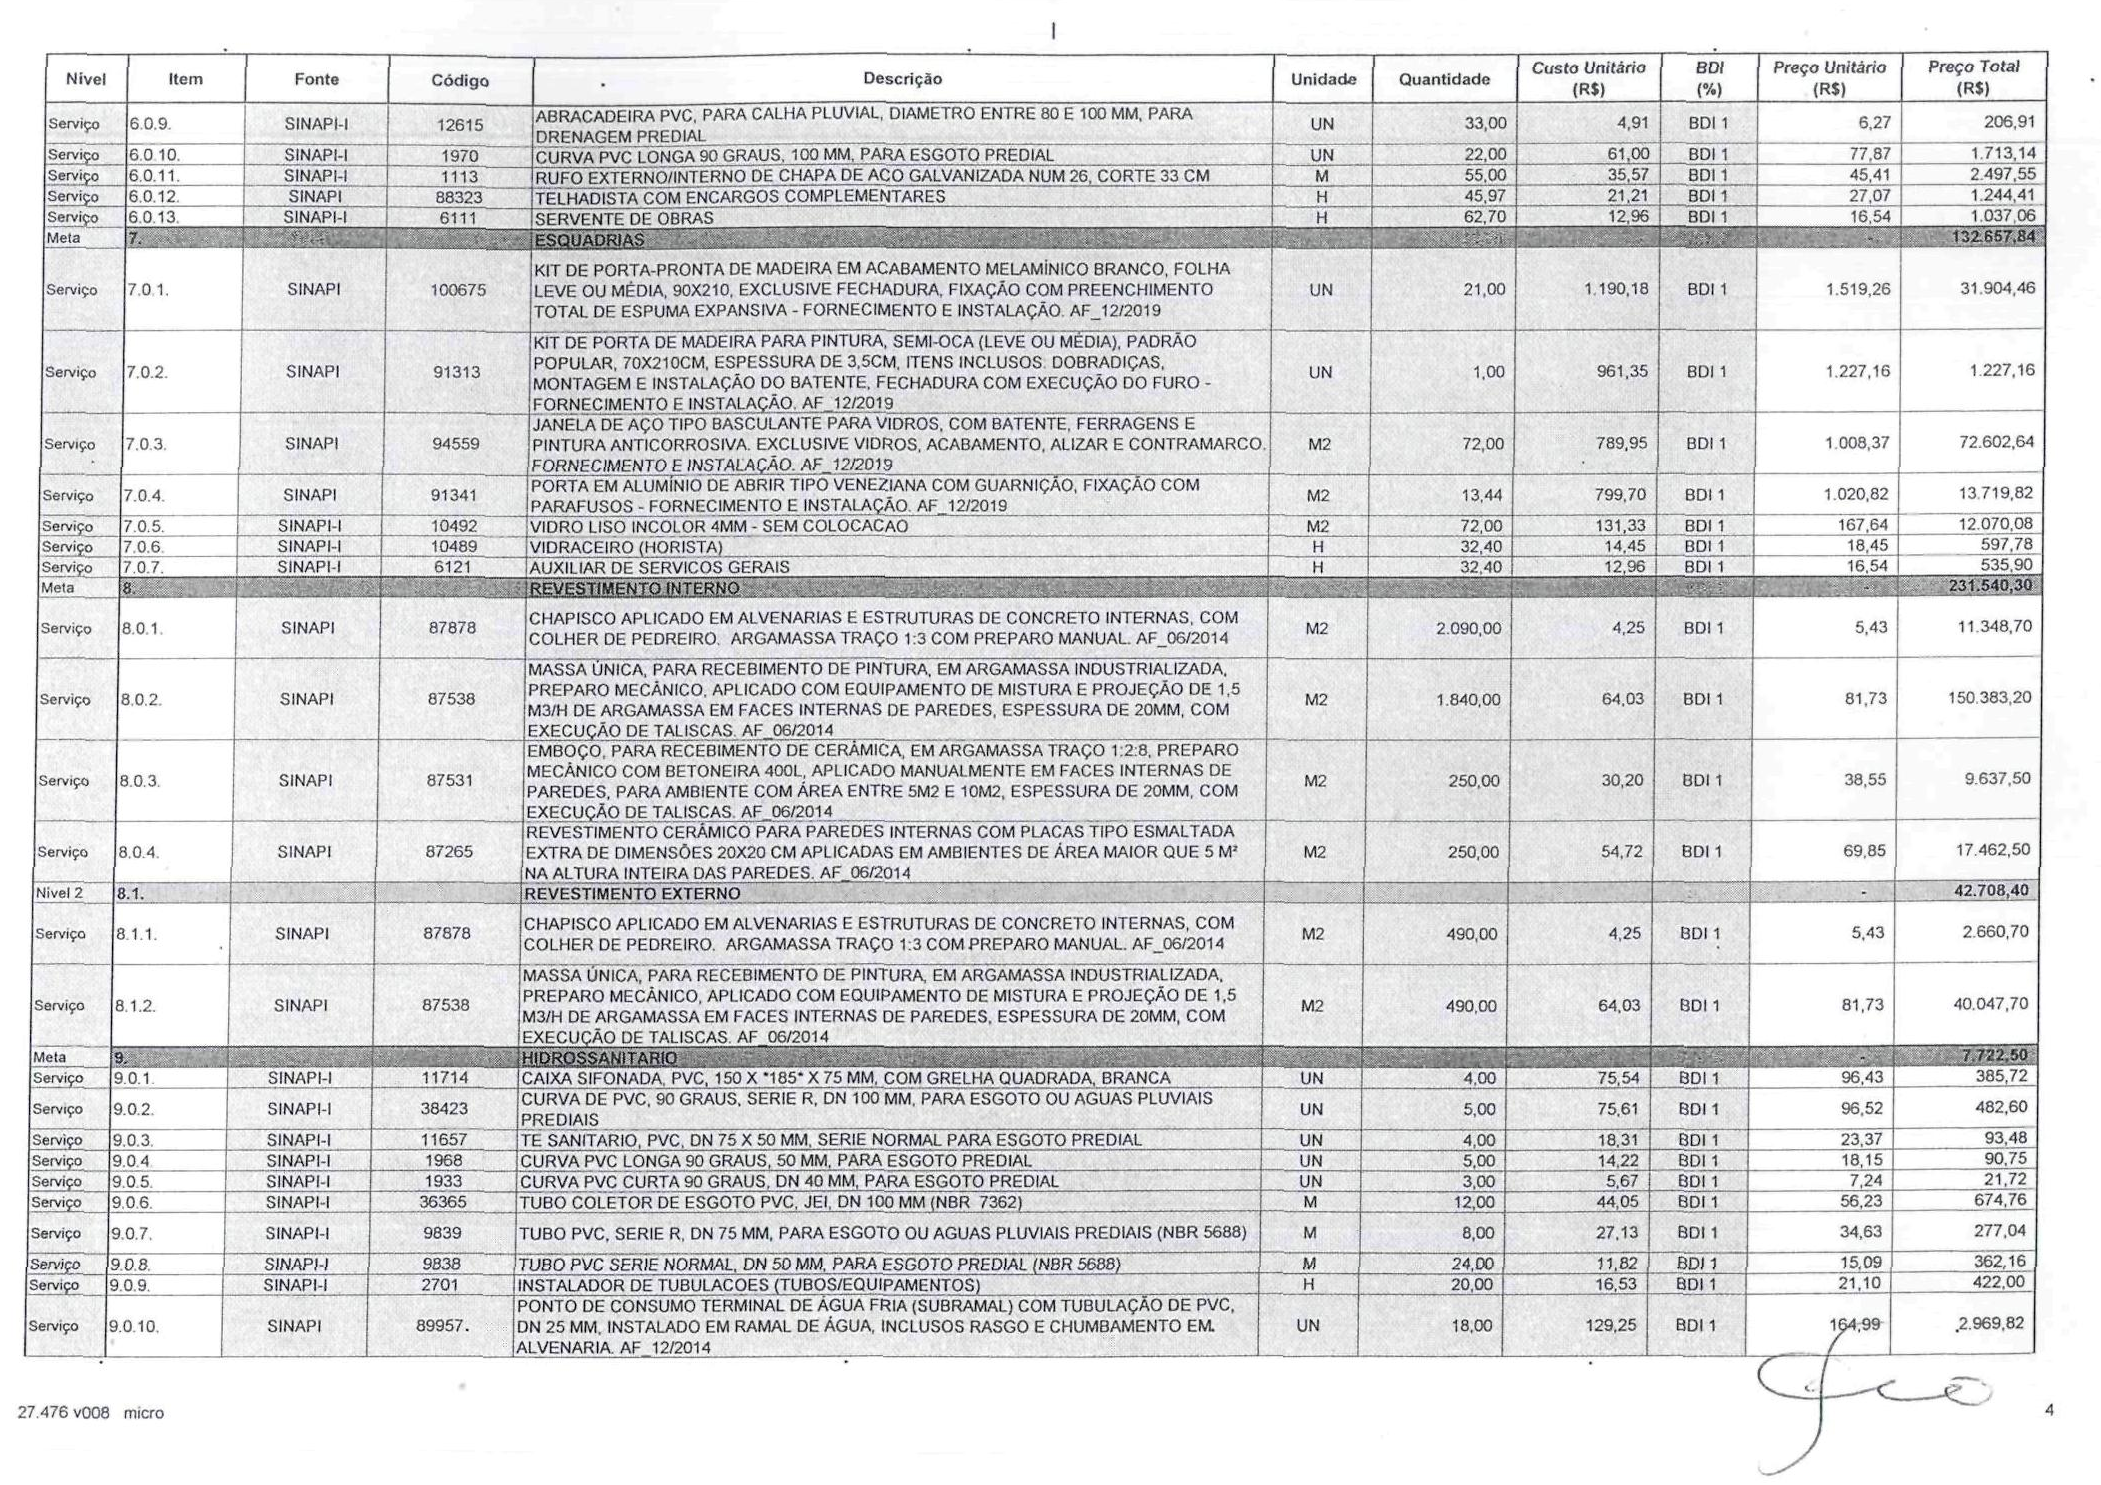 Nível Item Fonte Código Descrição Unidade Quantidade Custo Unitário (R$) BDI (%) Preço Unitário (R$) Preço Total (R$)
Serviço 6.0.9. SINAPI-I 12615 ABRACADEIRA PVC, PARA CALHA PLUVIAL, DIAMETRO ENTRE 80 E 100 MM, PARA
DRENAGEM PREDIAL UN 33,00 4,91 BDI 1 6,27 206,91
Serviço 6.0.10. SINAPI-I 1970 CURVA PVC LONGA 90 GRAUS, 100 MM, PARA ESGOTO PREDIAL UN 22,00 61,00 BDI 1 77,87 1.713,14
Serviço 6.0.11. SINAPI-I 1113 RUFO EXTERNO/INTERNO DE CHAPA DE ACO GALVANIZADA NUM 26, CORTE 33 CM M 55,00 35,57 BDI 1 45,41 2.497,55
Serviço 6.0.12. SINAPI 88323 TELHADISTA COM ENCARGOS COMPLEMENTARES H 45,97 21,21 BDI 1 27,07 1.244,41
Serviço 6.0.13. SINAPI-I 6111 SERVENTE DE OBRAS H 62,70 12,96 BDI 1 16,54 1.037,06
Meta 7. ESQUADRIAS - 132.657,84
Serviço 7.0.1. SINAPI 100675 KIT DE PORTA-PRONTA DE MADEIRA EM ACABAMENTO MELAMÍNICO BRANCO, FOLHA
LEVE OU MÉDIA, 90X210, EXCLUSIVE FECHADURA, FIXAÇÃO COM PREENCHIMENTO
TOTAL DE ESPUMA EXPANSIVA - FORNECIMENTO E INSTALAÇÃO. AF_12/2019 UN 21,00 1.190,18 BDI 1 1.519,26 31.904,46
Serviço 7.0.2. SINAPI 91313 KIT DE PORTA DE MADEIRA PARA PINTURA, SEMI-OCA (LEVE OU MÉDIA), PADRÃO
POPULAR, 70X210CM, ESPESSURA DE 3,5CM, ITENS INCLUSOS: DOBRADIÇAS,
MONTAGEM E INSTALAÇÃO DO BATENTE, FECHADURA COM EXECUÇÃO DO FURO -
FORNECIMENTO E INSTALAÇÃO. AF_12/2019 UN 1,00 961,35 BDI 1 1.227,16 1.227,16
Serviço 7.0.3. SINAPI 94559 JANELA DE AÇO TIPO BASCULANTE PARA VIDROS, COM BATENTE, FERRAGENS E
PINTURA ANTICORROSIVA. EXCLUSIVE VIDROS, ACABAMENTO, ALIZAR E CONTRAMARCO.
FORNECIMENTO E INSTALAÇÃO. AF_12/2019 M2 72,00 789,95 BDI 1 1.008,37 72.602,64
Serviço 7.0.4. SINAPI 91341 PORTA EM ALUMÍNIO DE ABRIR TIPO VENEZIANA COM GUARNIÇÃO, FIXAÇÃO COM
PARAFUSOS - FORNECIMENTO E INSTALAÇÃO. AF_12/2019 M2 13,44 799,70 BDI 1 1.020,82 13.719,82
Serviço 7.0.5. SINAPI-I 10492 VIDRO LISO INCOLOR 4MM - SEM COLOCACAO M2 72,00 131,33 BDI 1 167,64 12.070,08
Serviço 7.0.6. SINAPI-I 10489 VIDRACEIRO (HORISTA) H 32,40 14,45 BDI 1 18,45 597,78
Serviço 7.0.7. SINAPI-I 6121 AUXILIAR DE SERVICOS GERAIS H 32,40 12,96 BDI 1 16,54 535,90
Meta 8. REVESTIMENTO INTERNO - 231.540,30
Serviço 8.0.1. SINAPI 87878 CHAPISCO APLICADO EM ALVENARIAS E ESTRUTURAS DE CONCRETO INTERNAS, COM
COLHER DE PEDREIRO. ARGAMASSA TRAÇO 1:3 COM PREPARO MANUAL. AF_06/2014 M2 2.090,00 4,25 BDI 1 5,43 11.348,70
Serviço 8.0.2. SINAPI 87538 MASSA ÚNICA, PARA RECEBIMENTO DE PINTURA, EM ARGAMASSA INDUSTRIALIZADA,
PREPARO MECÂNICO, APLICADO COM EQUIPAMENTO DE MISTURA E PROJEÇÃO DE 1,5
M3/H DE ARGAMASSA EM FACES INTERNAS DE PAREDES, ESPESSURA DE 20MM, COM
EXECUÇÃO DE TALISCAS. AF_06/2014 M2 1.840,00 64,03 BDI 1 81,73 150.383,20
Serviço 8.0.3. SINAPI 87531 EMBOÇO, PARA RECEBIMENTO DE CERÂMICA, EM ARGAMASSA TRAÇO 1:2:8, PREPARO
MECÂNICO COM BETONEIRA 400L, APLICADO MANUALMENTE EM FACES INTERNAS DE
PAREDES, PARA AMBIENTE COM ÁREA ENTRE 5M2 E 10M2, ESPESSURA DE 20MM, COM
EXECUÇÃO DE TALISCAS. AF_06/2014 M2 250,00 30,20 BDI 1 38,55 9.637,50
Serviço 8.0.4. SINAPI 87265 REVESTIMENTO CERÂMICO PARA PAREDES INTERNAS COM PLACAS TIPO ESMALTADA
EXTRA DE DIMENSÕES 20X20 CM APLICADAS EM AMBIENTES DE ÁREA MAIOR QUE 5 M²
NA ALTURA INTEIRA DAS PAREDES. AF_06/2014 M2 250,00 54,72 BDI 1 69,85 17.462,50
Nível 2 8.1. REVESTIMENTO EXTERNO - 42.708,40
Serviço 8.1.1. SINAPI 87878 CHAPISCO APLICADO EM ALVENARIAS E ESTRUTURAS DE CONCRETO INTERNAS, COM
COLHER DE PEDREIRO. ARGAMASSA TRAÇO 1:3 COM PREPARO MANUAL. AF_06/2014 M2 490,00 4,25 BDI 1 5,43 2.660,70
Serviço 8.1.2. SINAPI 87538 MASSA ÚNICA, PARA RECEBIMENTO DE PINTURA, EM ARGAMASSA INDUSTRIALIZADA,
PREPARO MECÂNICO, APLICADO COM EQUIPAMENTO DE MISTURA E PROJEÇÃO DE 1,5
M3/H DE ARGAMASSA EM FACES INTERNAS DE PAREDES, ESPESSURA DE 20MM, COM
EXECUÇÃO DE TALISCAS. AF_06/2014 M2 490,00 64,03 BDI 1 81,73 40.047,70
Meta 9. HIDROSSANITARIO - 7.722,50
Serviço 9.0.1. SINAPI-I 11714 CAIXA SIFONADA, PVC, 150 X *185* X 75 MM, COM GRELHA QUADRADA, BRANCA UN 4,00 75,54 BDI 1 96,43 385,72
Serviço 9.0.2. SINAPI-I 38423 CURVA DE PVC, 90 GRAUS, SERIE R, DN 100 MM, PARA ESGOTO OU AGUAS PLUVIAIS
PREDIAIS UN 5,00 75,61 BDI 1 96,52 482,60
Serviço 9.0.3. SINAPI-I 11657 TE SANITARIO, PVC, DN 75 X 50 MM, SERIE NORMAL PARA ESGOTO PREDIAL UN 4,00 18,31 BDI 1 23,37 93,48
Serviço 9.0.4. SINAPI-I 1968 CURVA PVC LONGA 90 GRAUS, 50 MM, PARA ESGOTO PREDIAL UN 5,00 14,22 BDI 1 18,15 90,75
Serviço 9.0.5. SINAPI-I 1933 CURVA PVC CURTA 90 GRAUS, DN 40 MM, PARA ESGOTO PREDIAL UN 3,00 5,67 BDI 1 7,24 21,72
Serviço 9.0.6. SINAPI-I 36365 TUBO COLETOR DE ESGOTO PVC, JEI, DN 100 MM (NBR 7362) M 12,00 44,05 BDI 1 56,23 674,76
Serviço 9.0.7. SINAPI-I 9839 TUBO PVC, SERIE R, DN 75 MM, PARA ESGOTO OU AGUAS PLUVIAIS PREDIAIS (NBR 5688) M 8,00 27,13 BDI 1 34,63 277,04
Serviço 9.0.8. SINAPI-I 9838 TUBO PVC SERIE NORMAL, DN 50 MM, PARA ESGOTO PREDIAL (NBR 5688) M 24,00 11,82 BDI 1 15,09 362,16
Serviço 9.0.9. SINAPI-I 2701 INSTALADOR DE TUBULACOES (TUBOS/EQUIPAMENTOS) H 20,00 16,53 BDI 1 21,10 422,00
Serviço 9.0.10. SINAPI 89957 PONTO DE CONSUMO TERMINAL DE ÁGUA FRIA (SUBRAMAL) COM TUBULAÇÃO DE PVC,
DN 25 MM, INSTALADO EM RAMAL DE ÁGUA, INCLUSOS RASGO E CHUMBAMENTO EM
ALVENARIA. AF_12/2014 UN 18,00 129,25 BDI 1 164,99 2.969,82
27.476 v008 micro 4